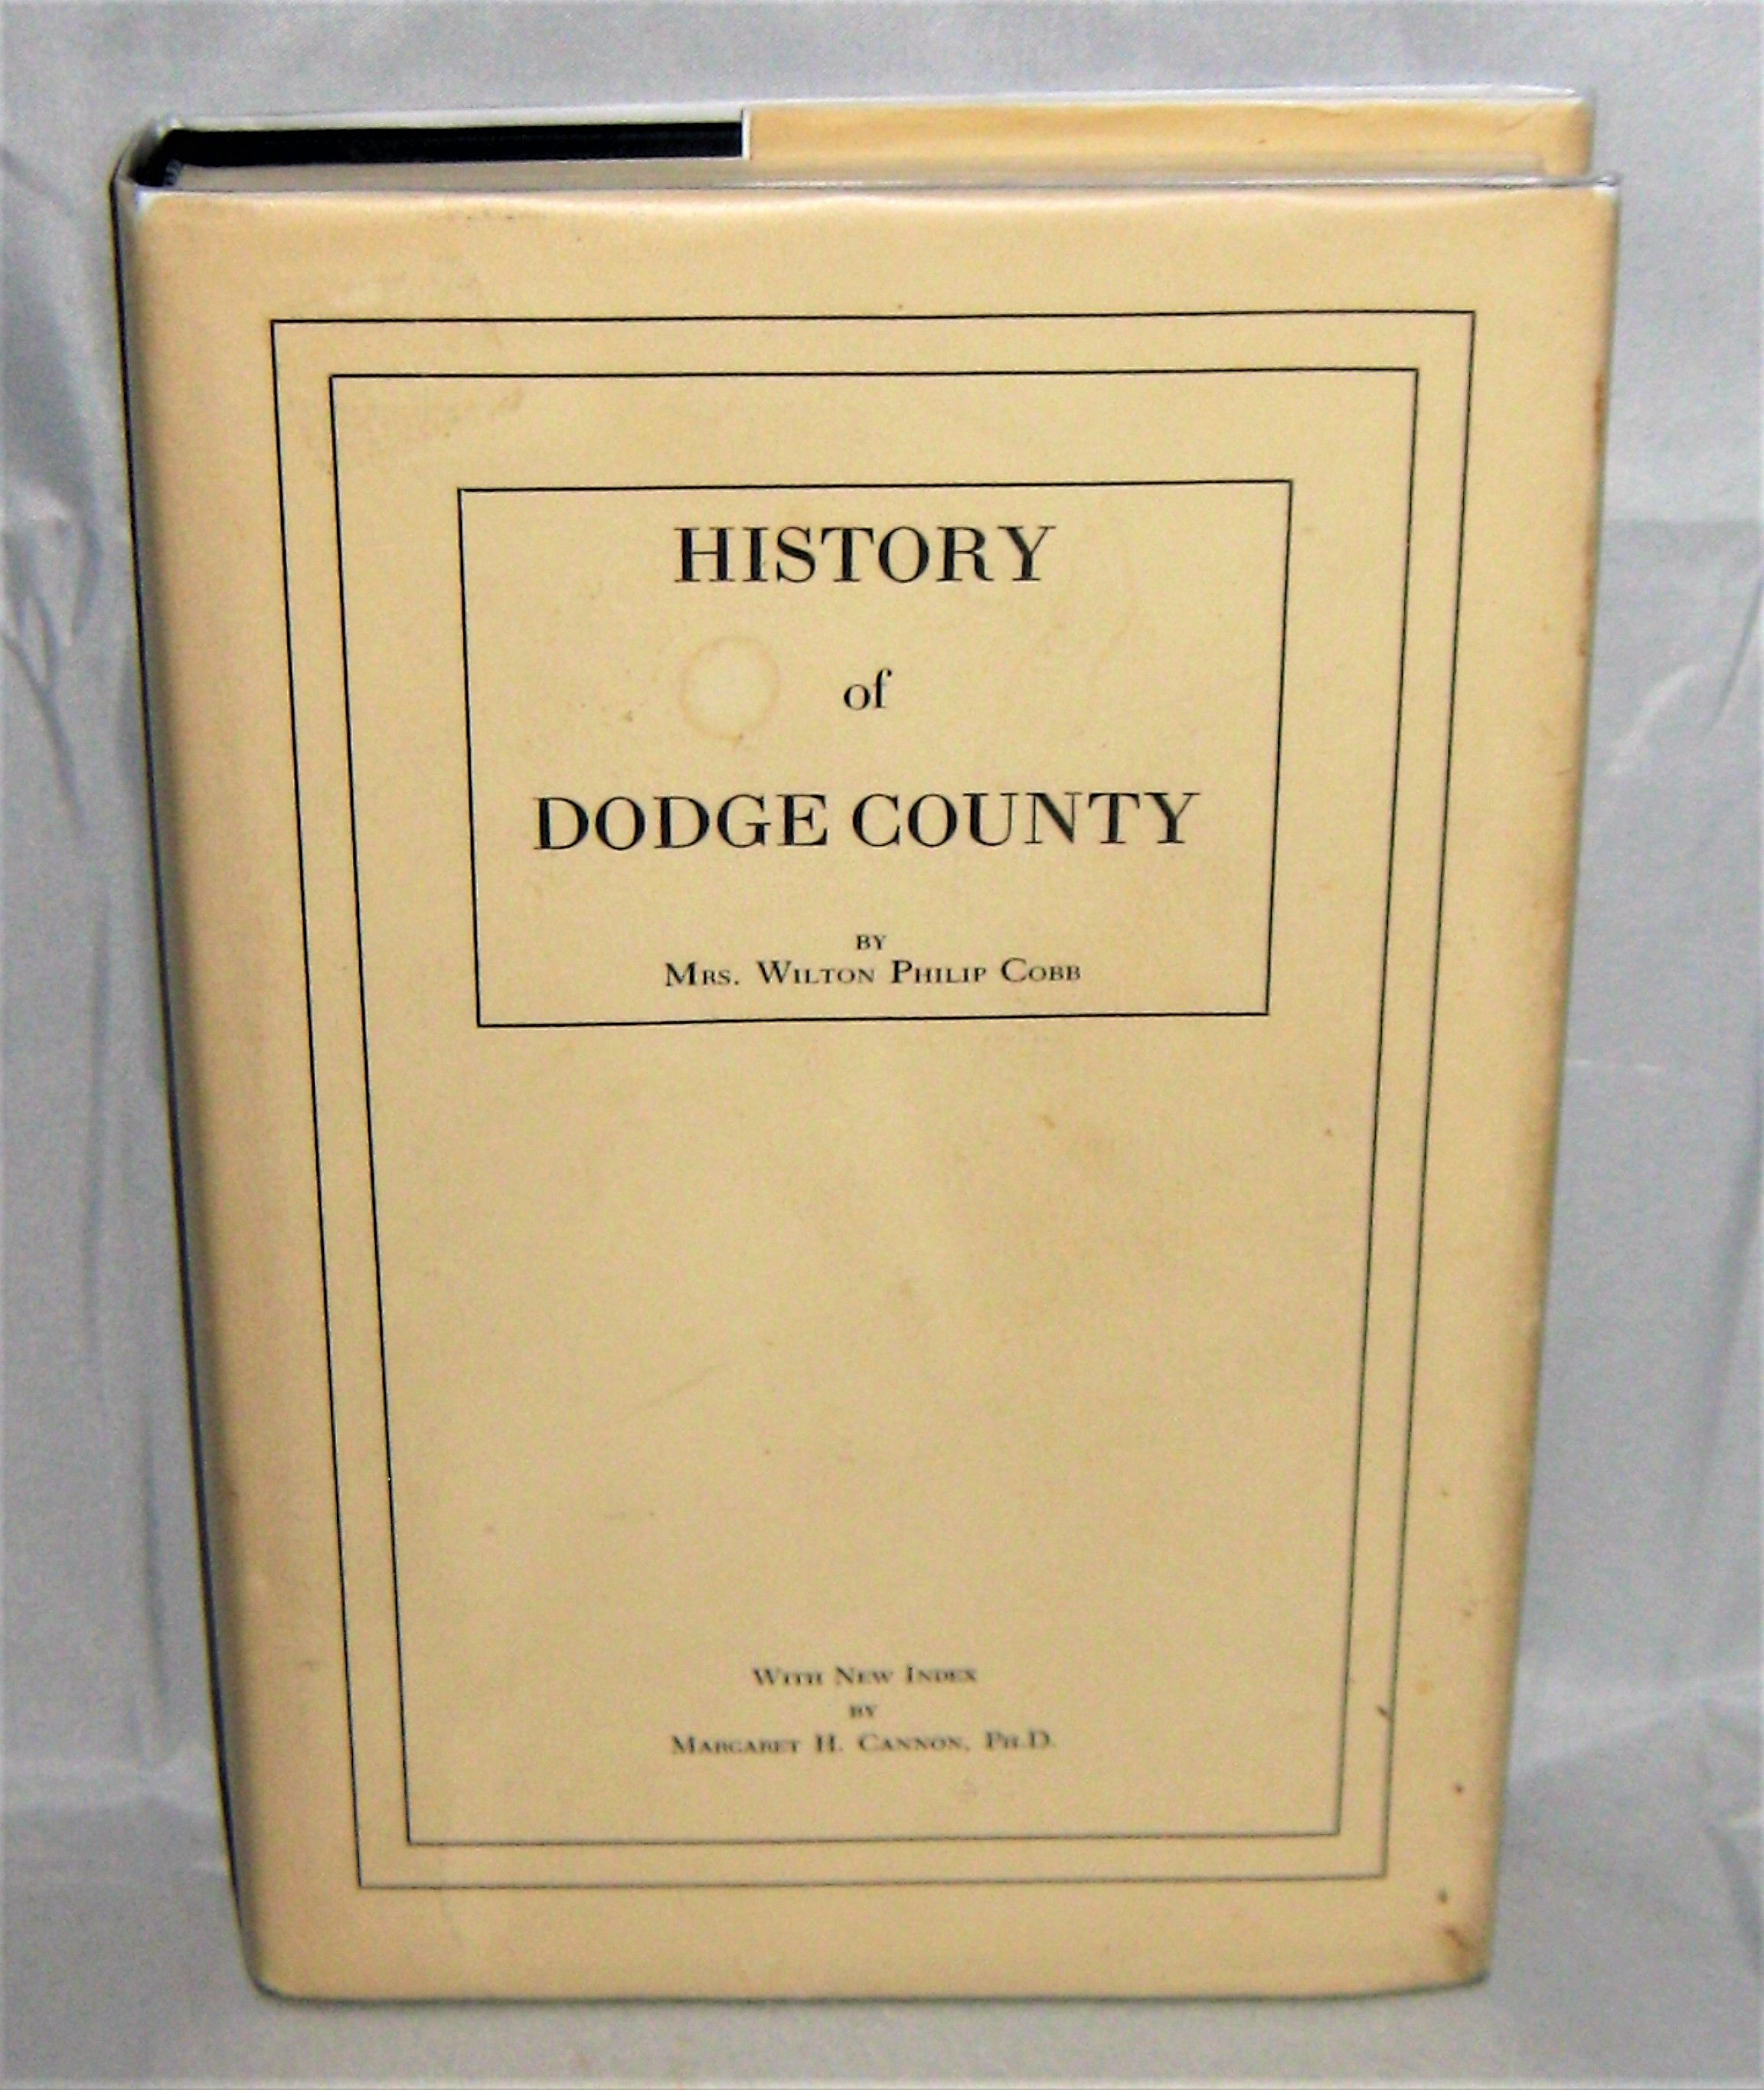 HISTORY
of
DODGE COUNTY
BY
MRS. WILTON PHILIP COBB
WITH NEW INDEX
BY
MARGARET H. CANNON, PH.D.